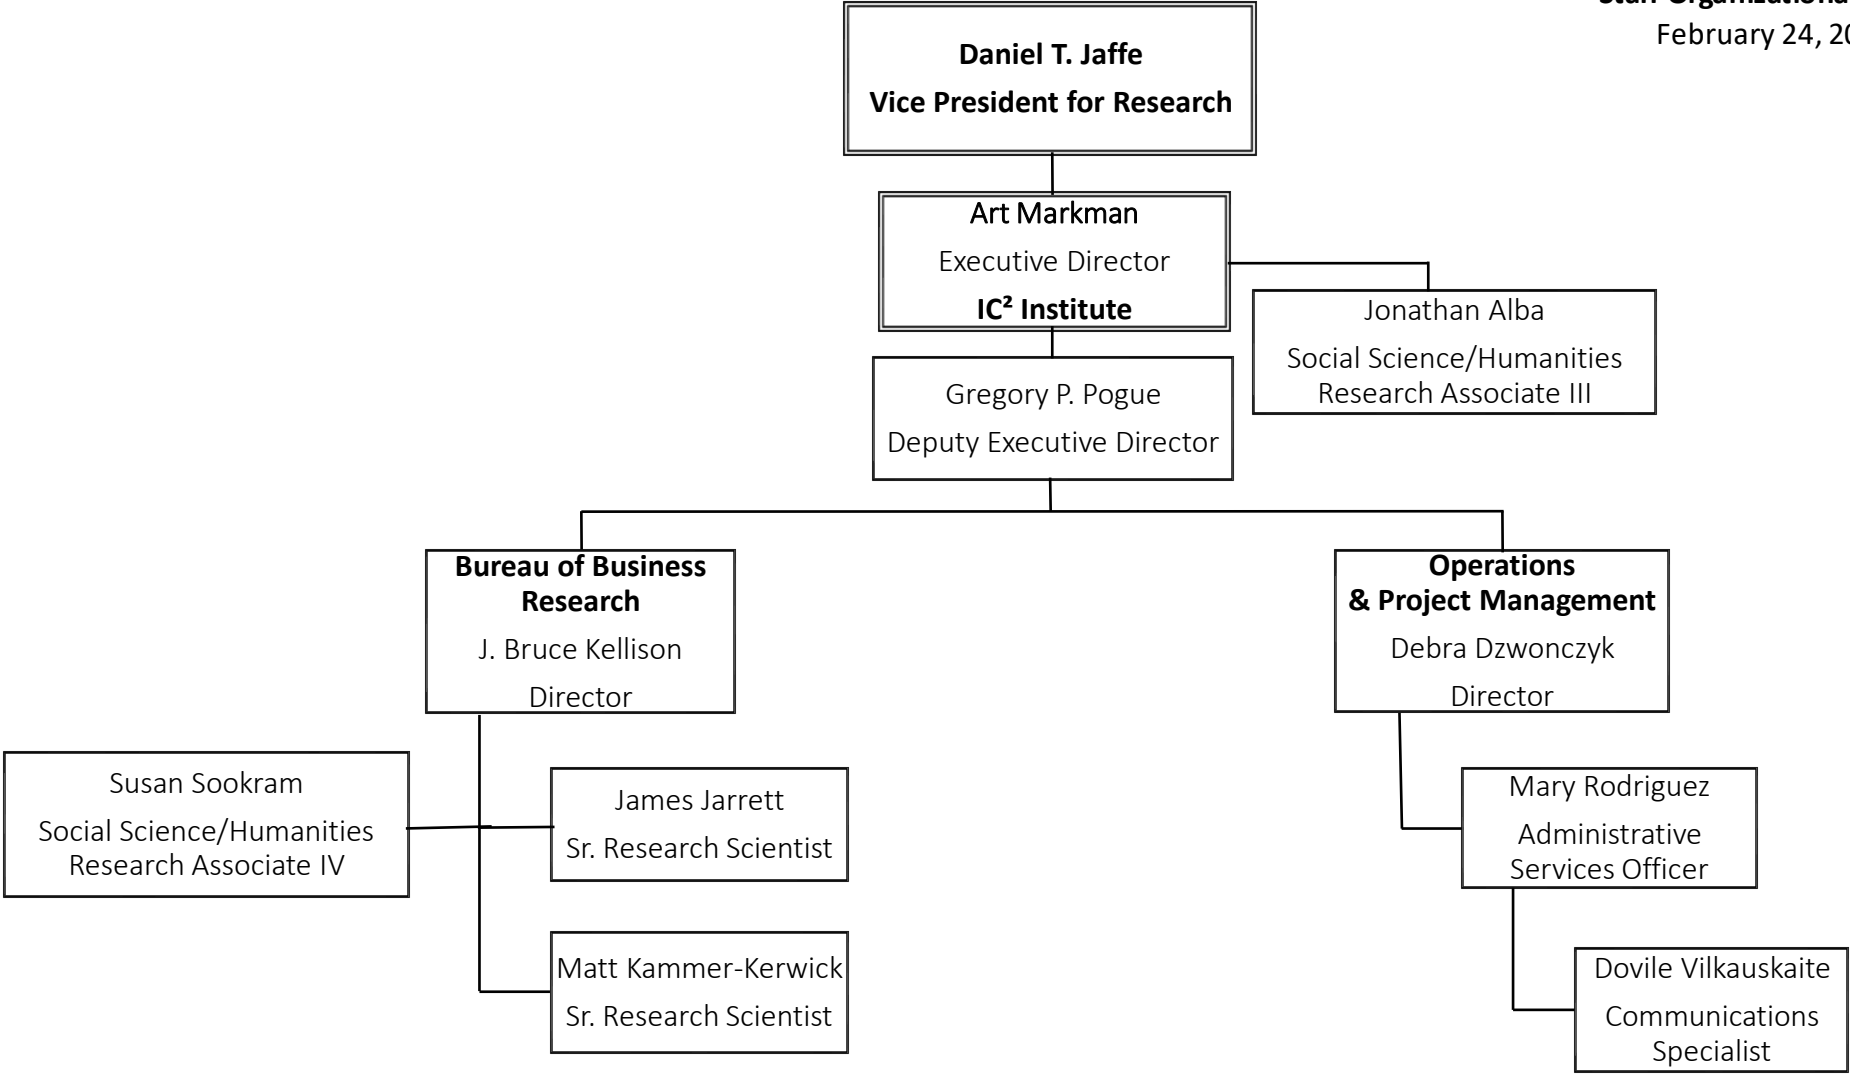 February 24,
Daniel T. Jaffe
Vice President for Research
Art Markman
Executive Director
IC² Institute
Jonathan Alba
Social Science/Humanities
Research Associate III
Gregory P. Pogue
Deputy Executive Director
Bureau of Business
Research
J. Bruce Kellison
Director
Operations
& Project Management
Debra Dzwonczyk
Director
Susan Sookram
Social Science/Humanities
Research Associate IV
James Jarrett
Sr. Research Scientist
Mary Rodriguez
Administrative
Services Officer
Matt Kammer-Kerwick
Sr. Research Scientist
Dovile Vilkauskaite
Communications
Specialist